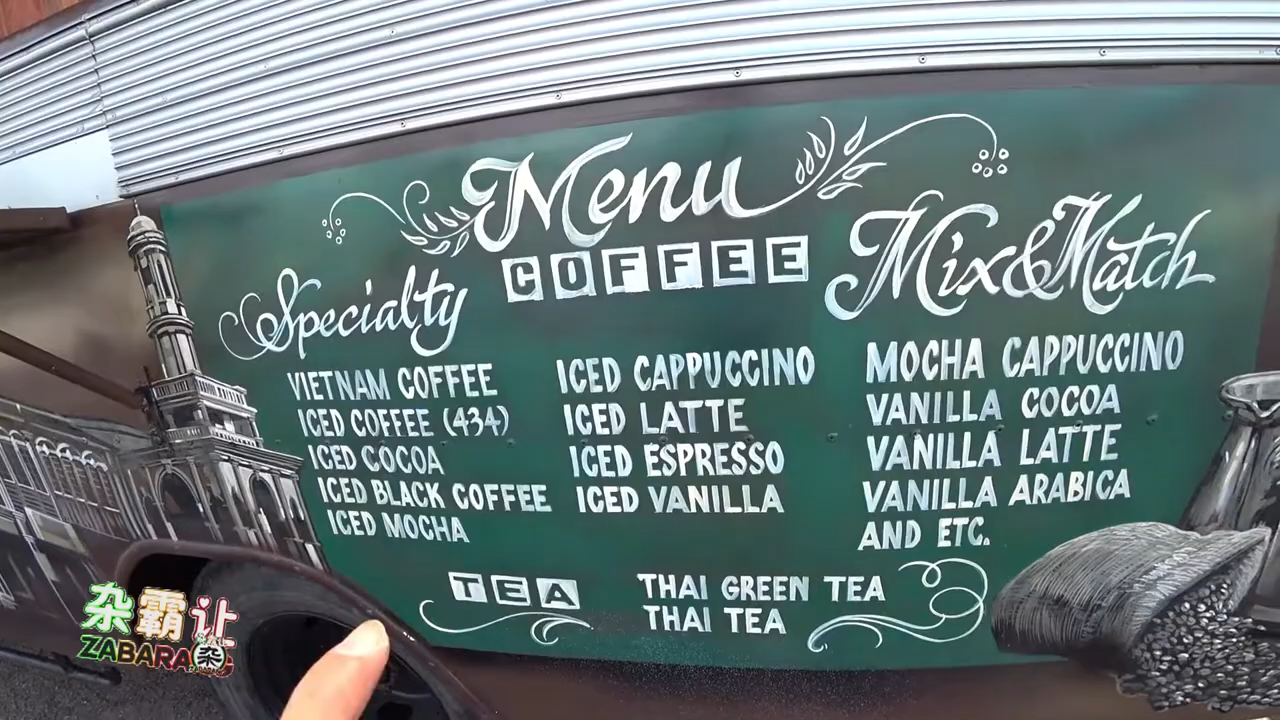 Menu
COFFEE
Specialty
VIETNAM COFFEE
ICED COFFEE (434)
ICED COCOA
ICED BLACK COFFEE
ICED MOCHA
ICED CAPPUCCINO
ICED LATTE
ICED ESPRESSO
ICED VANILLA
Mix&Match
MOCHA CAPPUCCINO
VANILLA COCOA
VANILLA LATTE
VANILLA ARABICA
AND ETC.
TEA
THAI GREEN TEA
THAI TEA
杂霸让
ZABARANG